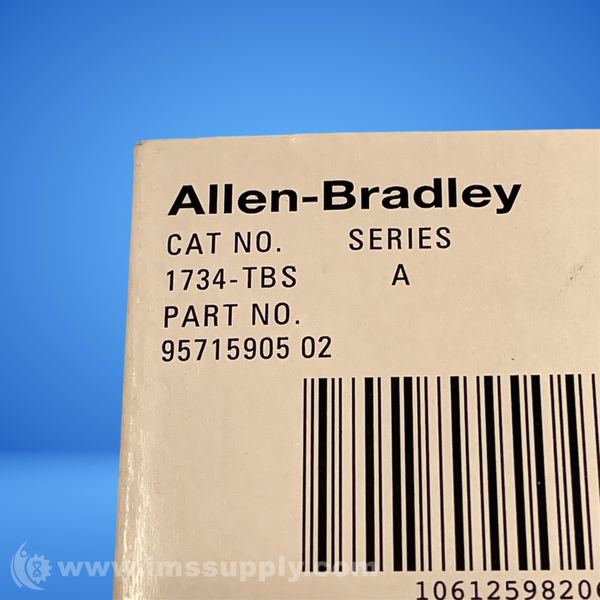 Allen-Bradley
CAT NO. SERIES
1734-TBS A
PART NO.
95715905 02
www.imssupply.com